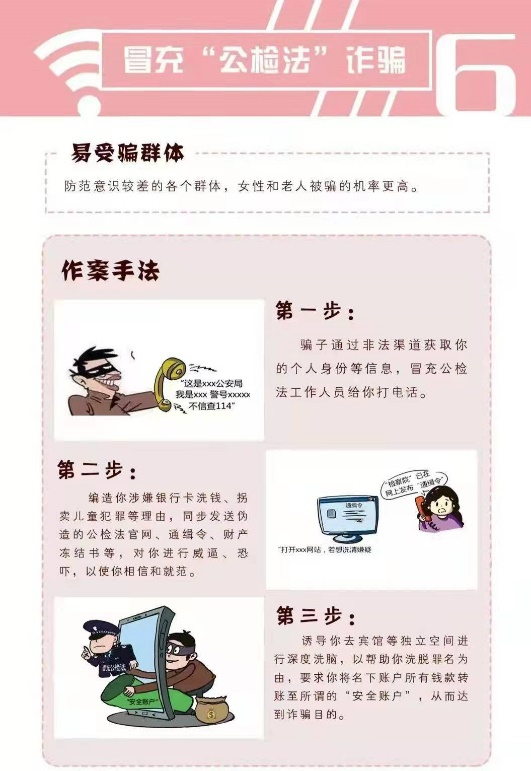 冒充“公检法”诈骗
6
易受骗群体
防范意识较差的各个群体，女性和老人被骗的机率更高。
作案手法
第一步：
骗子通过非法渠道获取你
的个人身份等信息，冒充公检
法工作人员给你打电话。
“这是xxx公安局
我是xxx 警号xxxxx
不信查114”
第二步：
编造你涉嫌银行卡洗钱、拐
卖儿童犯罪等理由，同步发送伪
造的公检法官网、通缉令、财产
冻结书等，对你进行威逼、恐
吓，以使你相信和就范。
“检察院”已在
网上发布“通缉令”
通缉令
“打开xxx网站，若想洗清嫌疑
第三步：
诱导你去宾馆等独立空间进
行深度洗脑，以帮助你洗脱罪名为
由，要求你将名下账户所有钱款转
账至所谓的“安全账户”，从而达
到诈骗目的。
“安全账户”